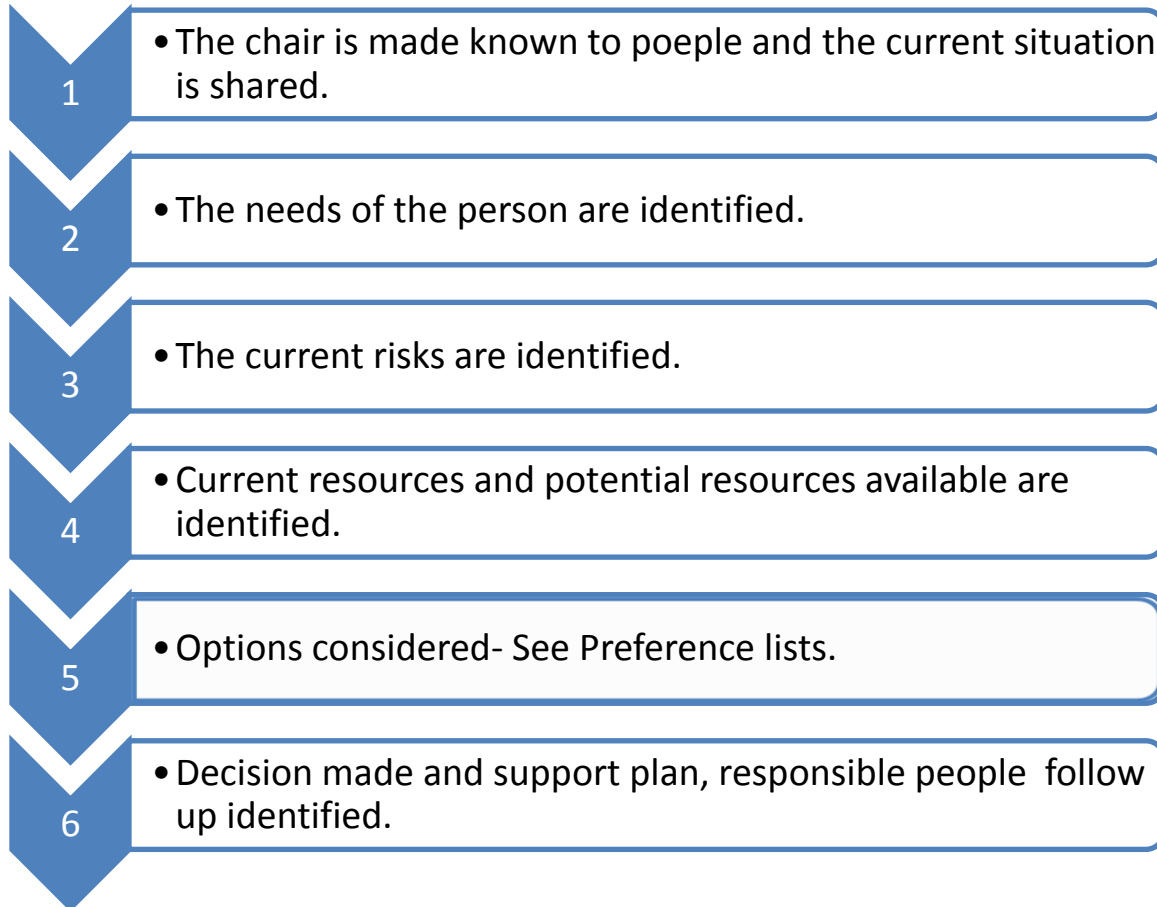 1
•The chair is made known to poeple and the current situation
is shared.
2
•The needs of the person are identified.
3
•The current risks are identified.
4
•Current resources and potential resources available are
identified.
5
•Options considered- See Preference lists.
6
•Decision made and support plan, responsible people  follow
up identified.